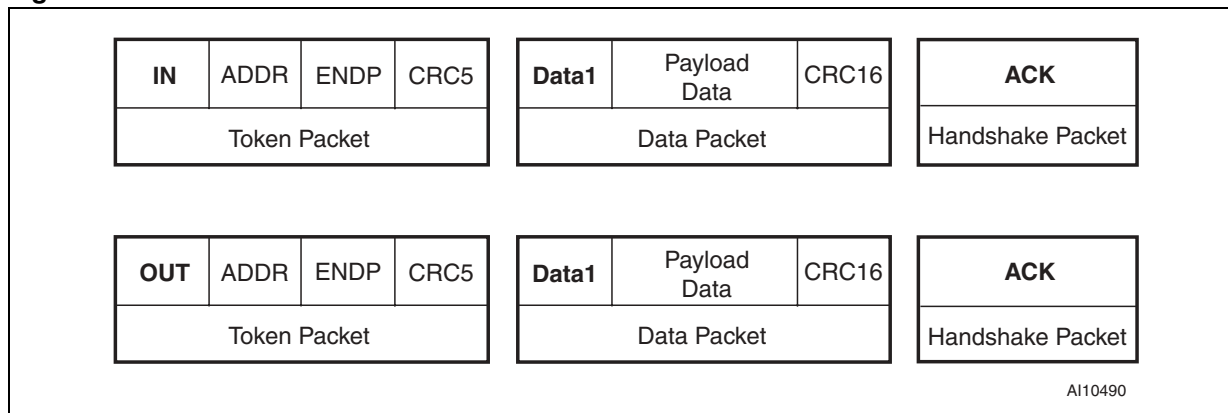 IN ADDR ENDP CRC5 Data1 Payload Data CRC16 ACK
Token Packet Data Packet Handshake Packet
OUT ADDR ENDP CRC5 Data1 Payload Data CRC16 ACK
Token Packet Data Packet Handshake Packet
AI10490